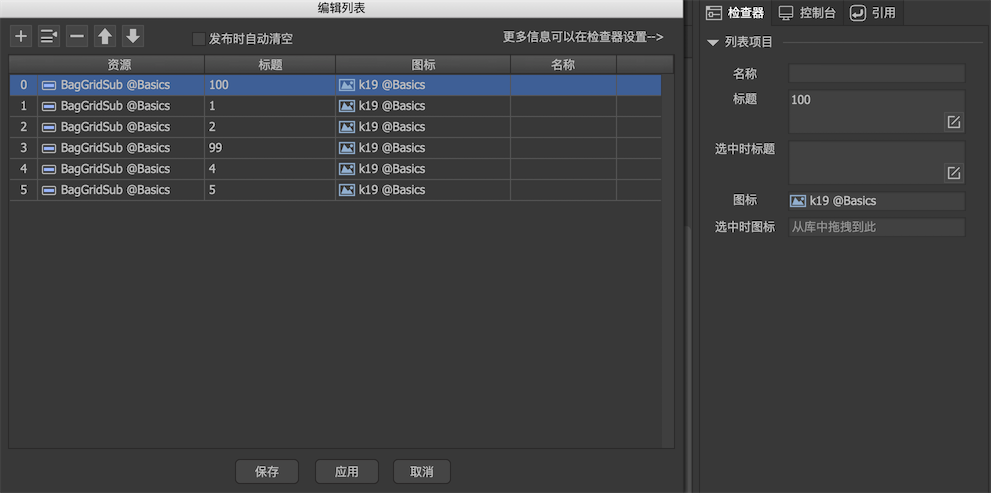 编辑列表
发布时自动清空 更多信息可以在检查器设置-->
资源 标题 图标 名称
0 BagGridSub @Basics 100 k19 @Basics
1 BagGridSub @Basics 1 k19 @Basics
2 BagGridSub @Basics 2 k19 @Basics
3 BagGridSub @Basics 99 k19 @Basics
4 BagGridSub @Basics 4 k19 @Basics
5 BagGridSub @Basics 5 k19 @Basics
保存 应用 取消
检查器 控制台 引用
列表项目
名称
标题 100
选中时标题
图标 k19 @Basics
选中时图标 从库中拖拽到此